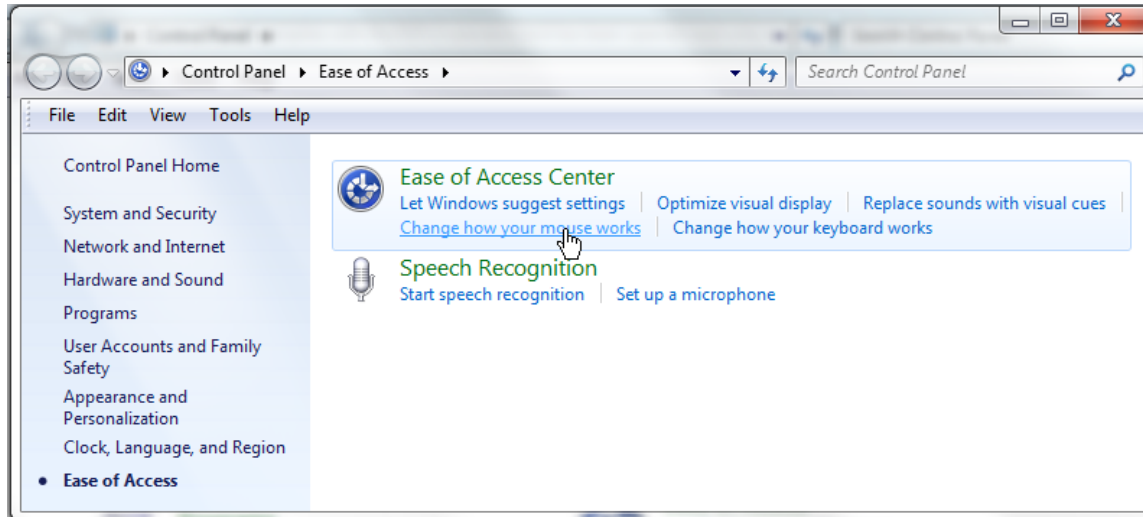 Control Panel Ease of Access
Search Control Panel
File Edit View Tools Help
Control Panel Home
System and Security
Network and Internet
Hardware and Sound
Programs
User Accounts and Family
Safety
Appearance and
Personalization
Clock, Language, and Region
Ease of Access
Ease of Access Center
Let Windows suggest settings Optimize visual display Replace sounds with visual cues
Change how your mouse works Change how your keyboard works
Speech Recognition
Start speech recognition Set up a microphone